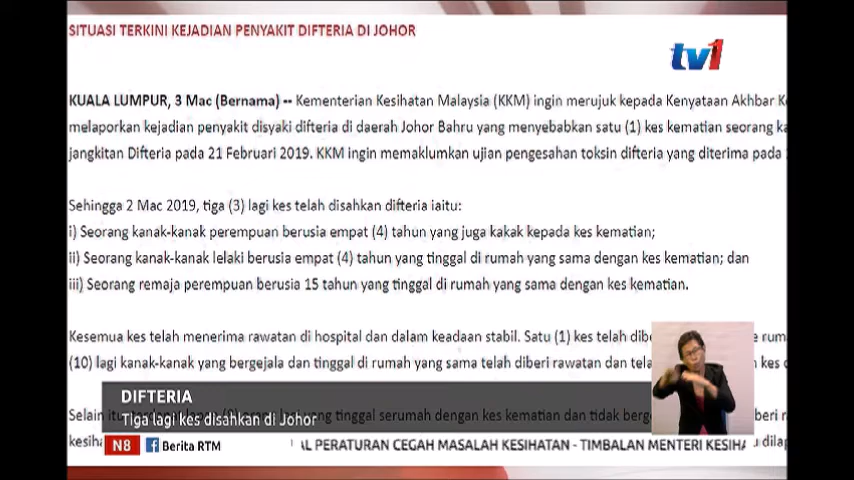 SITUASI TERKINI KEJADIAN PENYAKIT DIFTERIA DI JOHOR
tv1
KUALA LUMPUR, 3 Mac (Bernama) -- Kementerian Kesihatan Malaysia (KKM) ingin merujuk kepada Kenyataan Akhbar
melaporkan kejadian penyakit disyaki difteria di daerah Johor Bahru yang menyebabkan satu (1) kes kematian seorang
jangkitan Difteria pada 21 Februari 2019. KKM ingin memaklumkan ujian pengesahan toksin difteria yang diterima pada
Sehingga 2 Mac 2019, tiga (3) lagi kes telah disahkan difteria iaitu:
i) Seorang kanak-kanak perempuan berusia empat (4) tahun yang juga kakak kepada kes kematian;
ii) Seorang kanak-kanak lelaki berusia empat (4) tahun yang tinggal di rumah yang sama dengan kes kematian; dan
iii) Seorang remaja perempuan berusia 15 tahun yang tinggal di rumah yang sama dengan kes kematian.
Kesemua kes telah menerima rawatan di hospital dan dalam keadaan stabil. Satu (1) kes telah
(10) lagi kanak-kanak yang bergejala dan tinggal di rumah yang sama telah diberi rawatan dan kes
DIFTERIA
Selain yang tinggal serumah dengan kes kematian dan tidak
Tiga lagi kes disahkan di Johor
N8 f Berita RTM AL PERATURAN CEGAH MASALAH KESIHATAN - TIMBALAN MENTERI